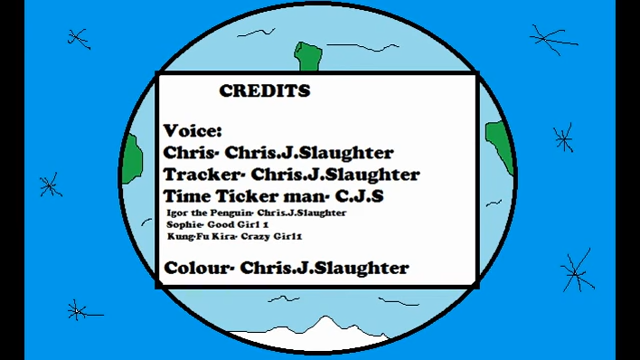 CREDITS
Voice:
Chris- Chris.J.Slaughter
Tracker- Chris.J.Slaughter
Time Ticker man- C.J.S
Igor the Penguin- Chris.J.Slaughter
Sophie- Good Girl 1
Kung-Fu Kira- Crazy Girl1
Colour- Chris.J.Slaughter